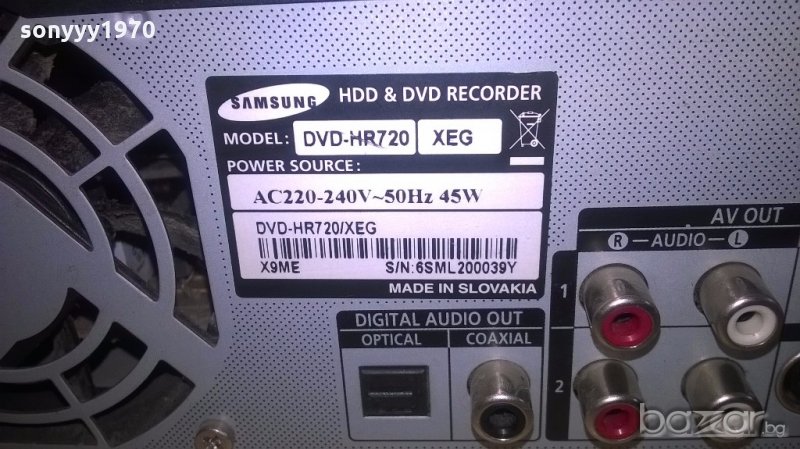 sonyyy1970
SAMSUNG HDD & DVD RECORDER
MODEL: DVD-HR720 XEG
POWER SOURCE:
AC220-240V~50Hz 45W
DVD-HR720/XEG
X9ME S/N:6SML200039Y
MADE IN SLOVAKIA
AV OUT
R - AUDIO - L
1
DIGITAL AUDIO OUT
OPTICAL COAXIAL
2
bazar.bg